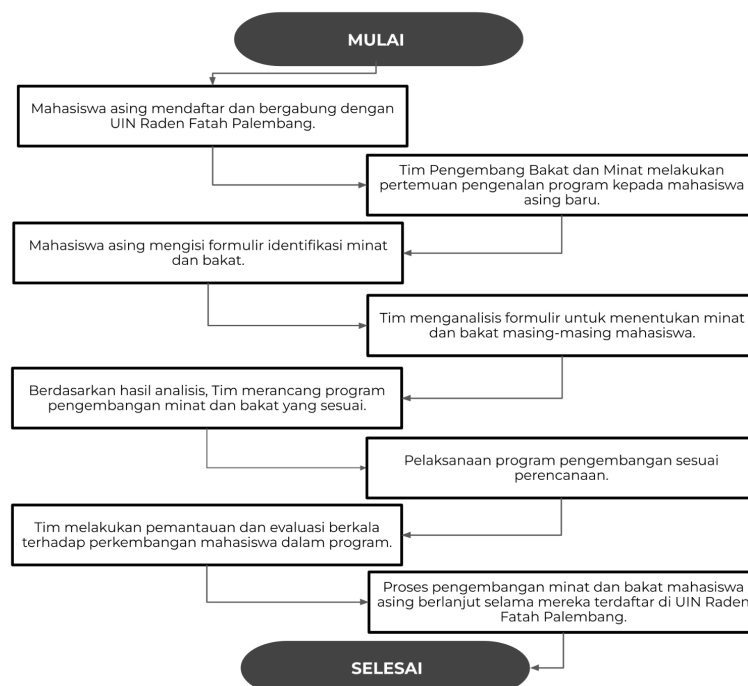 MULAI
Mahasiswa asing mendaftar dan bergabung dengan
UIN Raden Fatah Palembang.
Tim Pengembang Bakat dan Minat melakukan
pertemuan pengenalan program kepada mahasiswa
asing baru.
Mahasiswa asing mengisi formulir identifikasi minat
dan bakat.
Tim menganalisis formulir untuk menentukan minat
dan bakat masing-masing mahasiswa.
Berdasarkan hasil analisis, Tim merancang program
pengembangan minat dan bakat yang sesuai.
Pelaksanaan program pengembangan sesuai
perencanaan.
Tim melakukan pemantauan dan evaluasi berkala
terhadap perkembangan mahasiswa dalam program.
Proses pengembangan minat dan bakat mahasiswa
asing berlanjut selama mereka terdaftar di UIN Raden
Fatah Palembang.
SELESAI